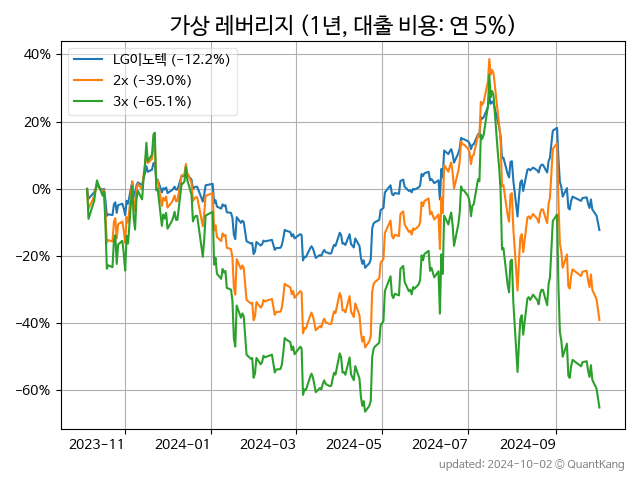 가상 레버리지 (1년, 대출 비용: 연 5%)
LG이노텍 (−12.2%)
2x (−39.0%)
3x (−65.1%)
40%
20%
0%
−20%
−40%
−60%
2023-11
2024-01
2024-03
2024-05
2024-07
2024-09
updated: 2024-10-02 © QuantKang